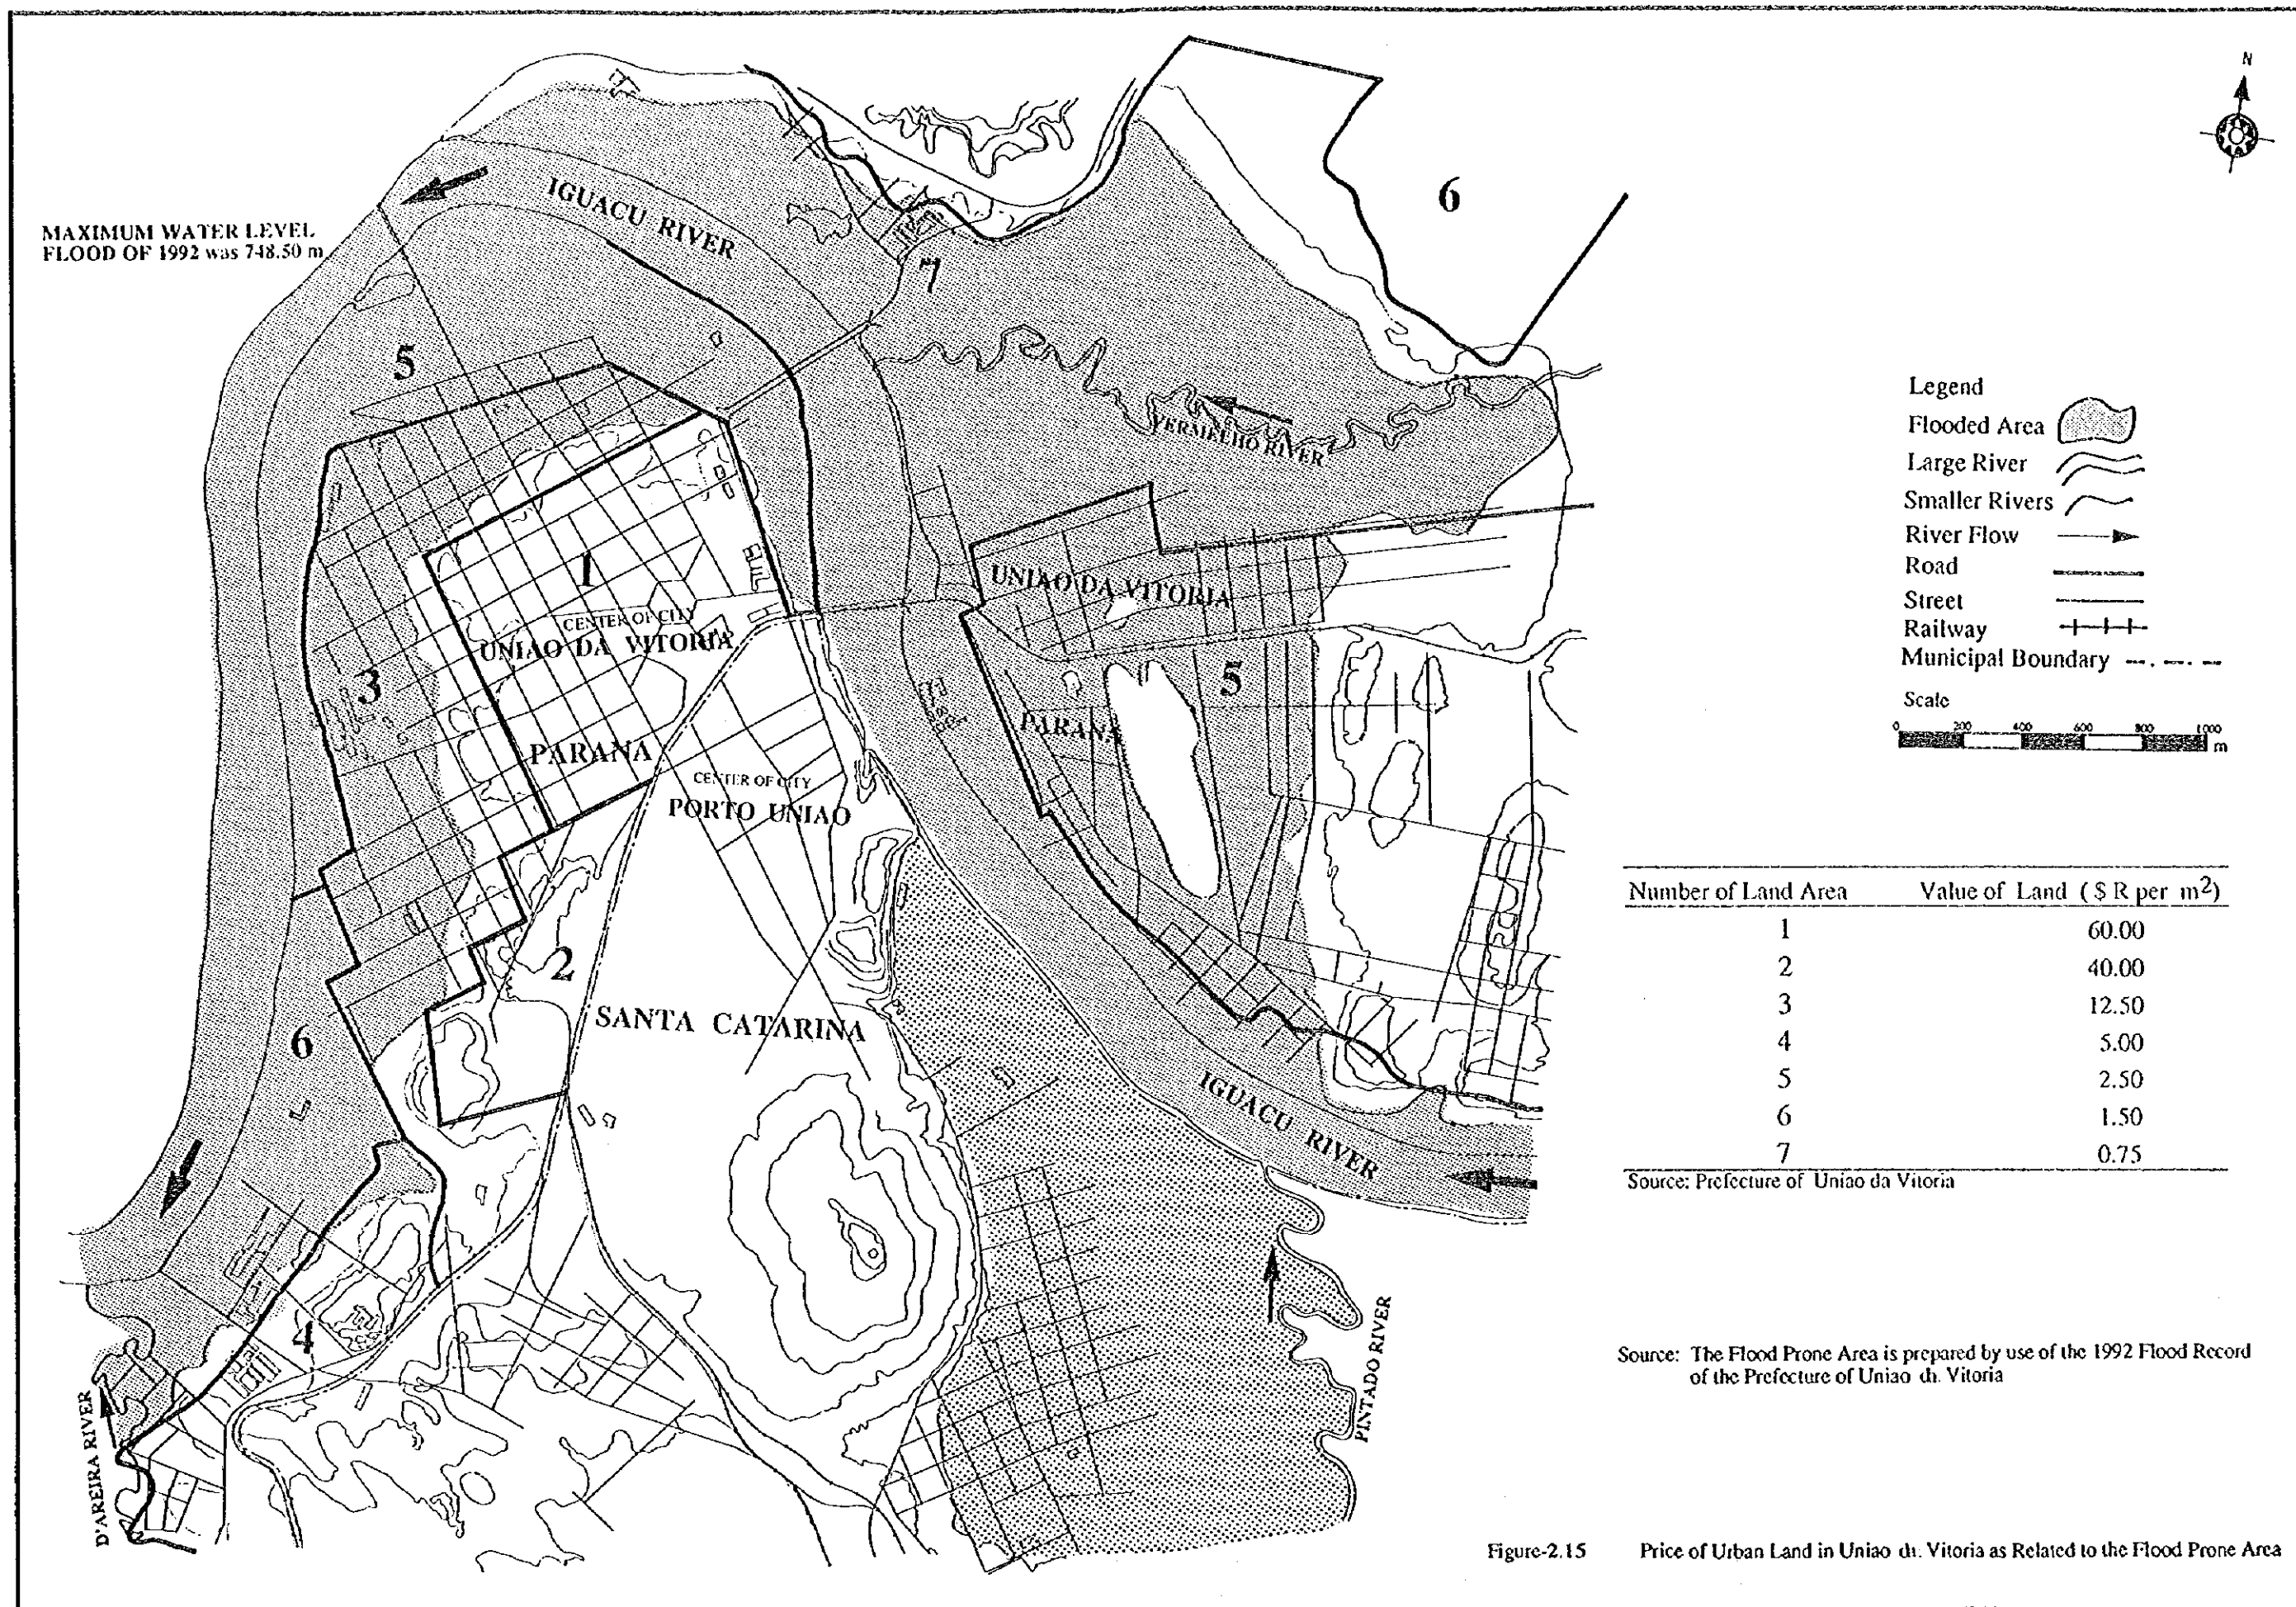 N
6
IGUACU RIVER
MAXIMUM WATER LEVEL
FLOOD OF 1992 was 748.50 m
7
5
VERMELHO RIVER
Legend
Flooded Area
Large River
Smaller Rivers
River Flow
Road
Street
Railway
Municipal Boundary
Scale
0 200 400 600 800 1000
m
1
CENTER OF CITY
UNIAO DA VITORIA
UNIAO DA VITORIA
3
5
PARANA
PARANA
CENTER OF CITY
PORTO UNIAO
2
SANTA CATARINA
6
IGUACU RIVER
4
D'AREIRA RIVER
PINTADO RIVER
Number of Land Area Value of Land ( $ R per m2)
1 60.00
2 40.00
3 12.50
4 5.00
5 2.50
6 1.50
7 0.75
Source: Prefecture of Uniao da Vitoria
Source: The Flood Prone Area is prepared by use of the 1992 Flood Record
of the Prefecture of Uniao da Vitoria
Figure-2.15 Price of Urban Land in Uniao da Vitoria as Related to the Flood Prone Area